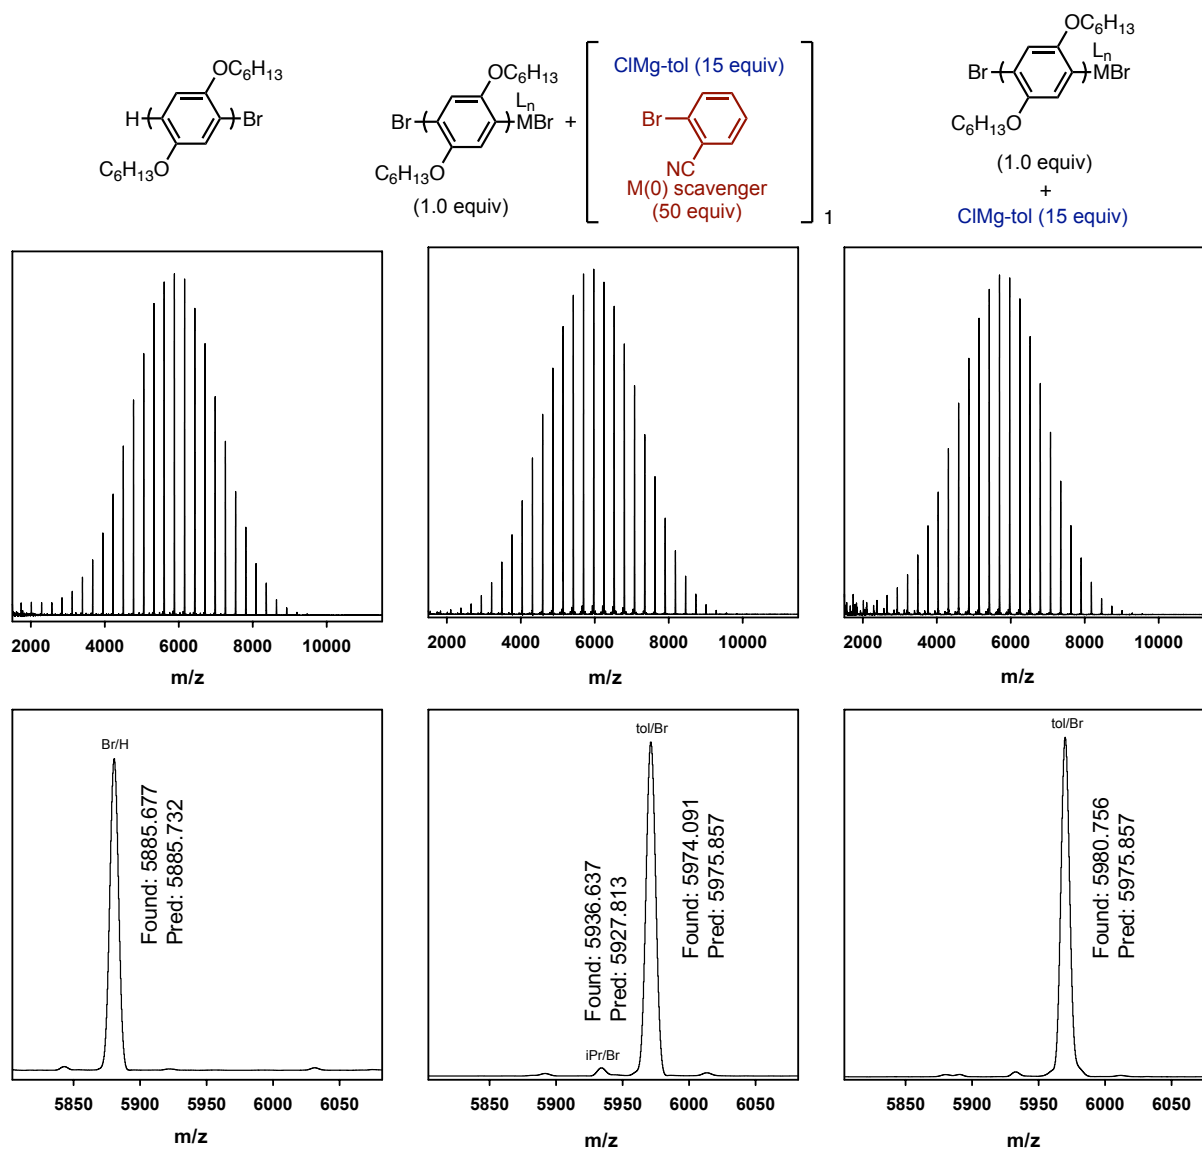 H
OC6H13
Br
C6H13O
Br
OC6H13
Ln
MBr
C6H13O
(1.0 equiv)
+
ClMg-tol (15 equiv)
Br
NC
M(0) scavenger
(50 equiv)
1
OC6H13
Ln
Br
MBr
C6H13O
(1.0 equiv)
+
ClMg-tol (15 equiv)
2000 4000 6000 8000 10000
m/z
2000 4000 6000 8000 10000
m/z
2000 4000 6000 8000 10000
m/z
Br/H
Found: 5885.677
Pred: 5885.732
5850 5900 5950 6000 6050
m/z
tol/Br
Found: 5936.637
Pred: 5927.813
Found: 5974.091
Pred: 5975.857
iPr/Br
5850 5900 5950 6000 6050
m/z
tol/Br
Found: 5980.756
Pred: 5975.857
5850 5900 5950 6000 6050
m/z